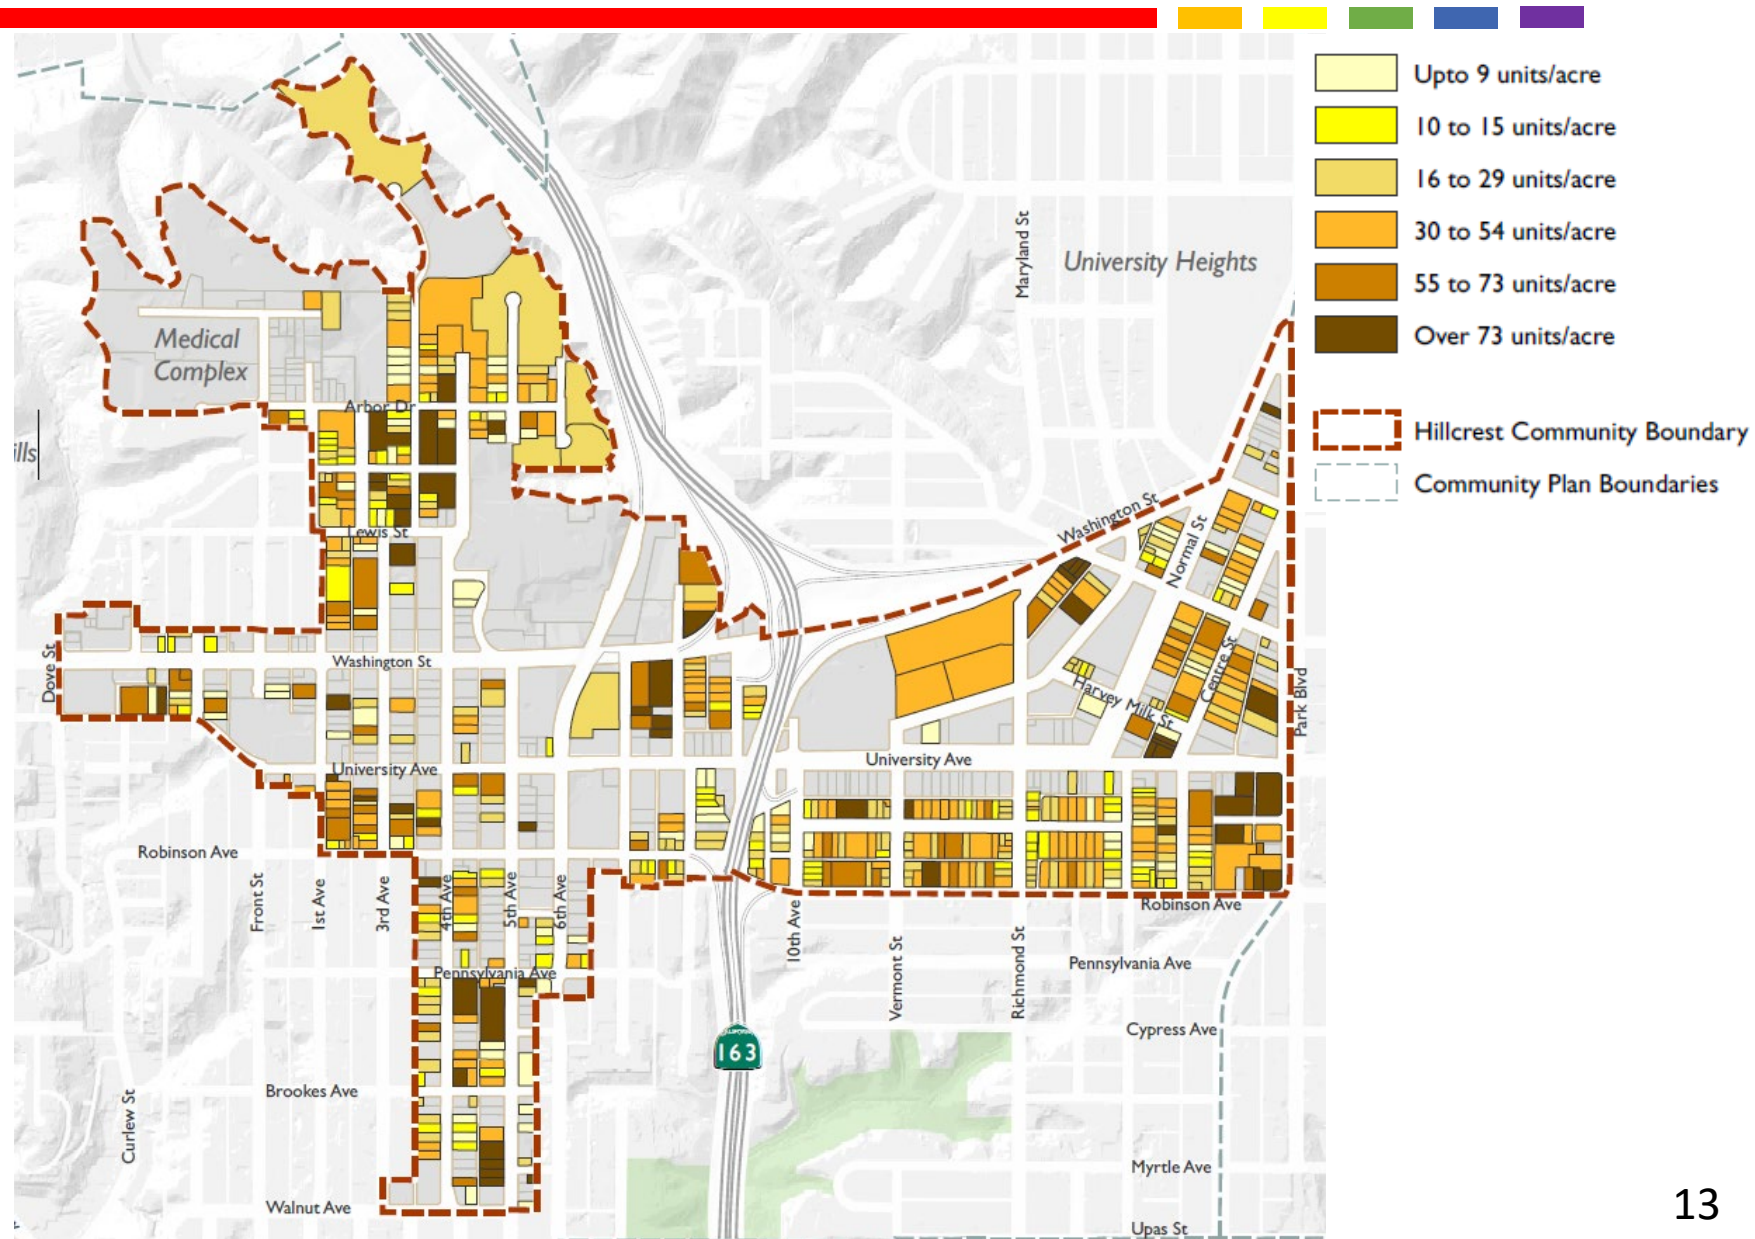 Upto 9 units/acre
10 to 15 units/acre
16 to 29 units/acre
30 to 54 units/acre
55 to 73 units/acre
Over 73 units/acre
Hillcrest Community Boundary
Community Plan Boundaries
Maryland St
University Heights
Medical
Complex
Arbor Dr
ills
Lewis St
Washington St
Normal St
Washington St
Dove St
Centre St
Harvey Milk St
Park Blvd
University Ave
University Ave
Robinson Ave
Front St
1st Ave
3rd Ave
4th Ave
5th Ave
6th Ave
10th Ave
Robinson Ave
Pennsylvania Ave
Vermont St
Richmond St
Pennsylvania Ave
Cypress Ave
163
Brookes Ave
Curlew St
Myrtle Ave
Walnut Ave
Upas St
13